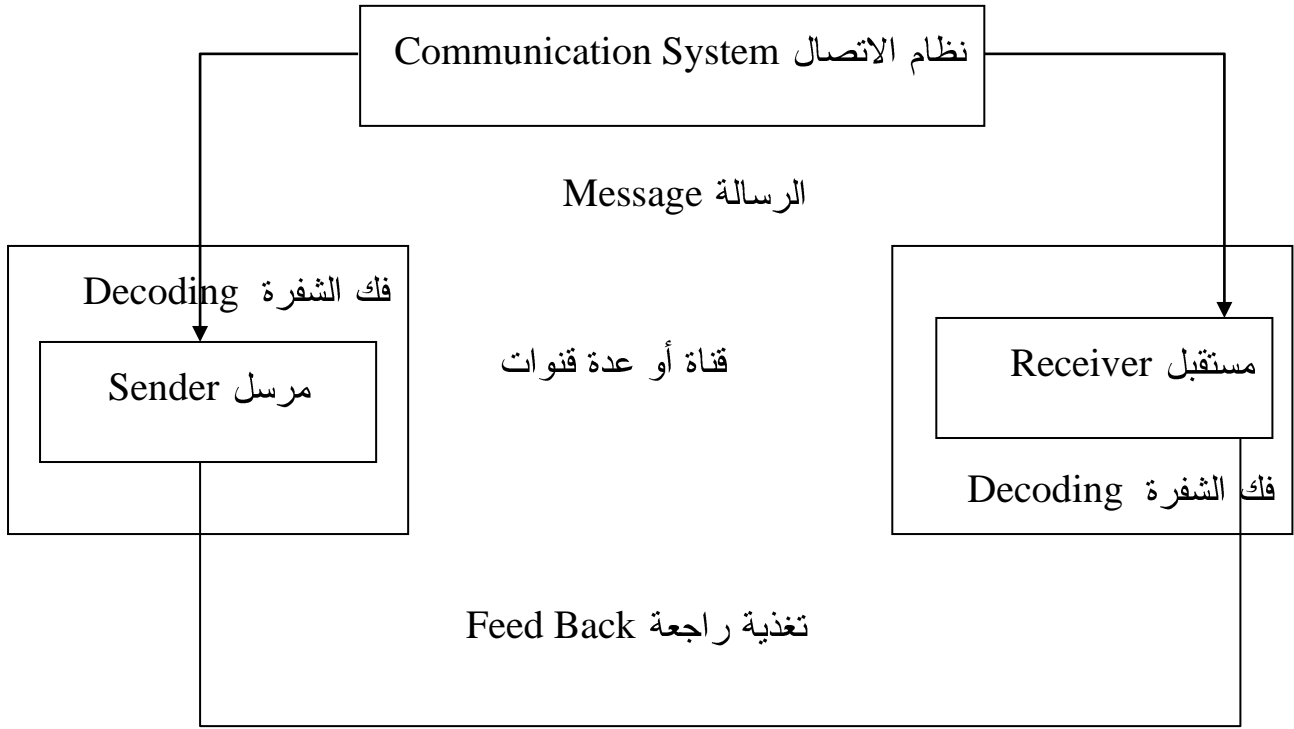 نظام الاتصال Communication System
الرسالة Message
فك الشفرة Decoding
مرسل Sender
قناة أو عدة قنوات
مستقبل Receiver
فك الشفرة Decoding
تغذية راجعة Feed Back